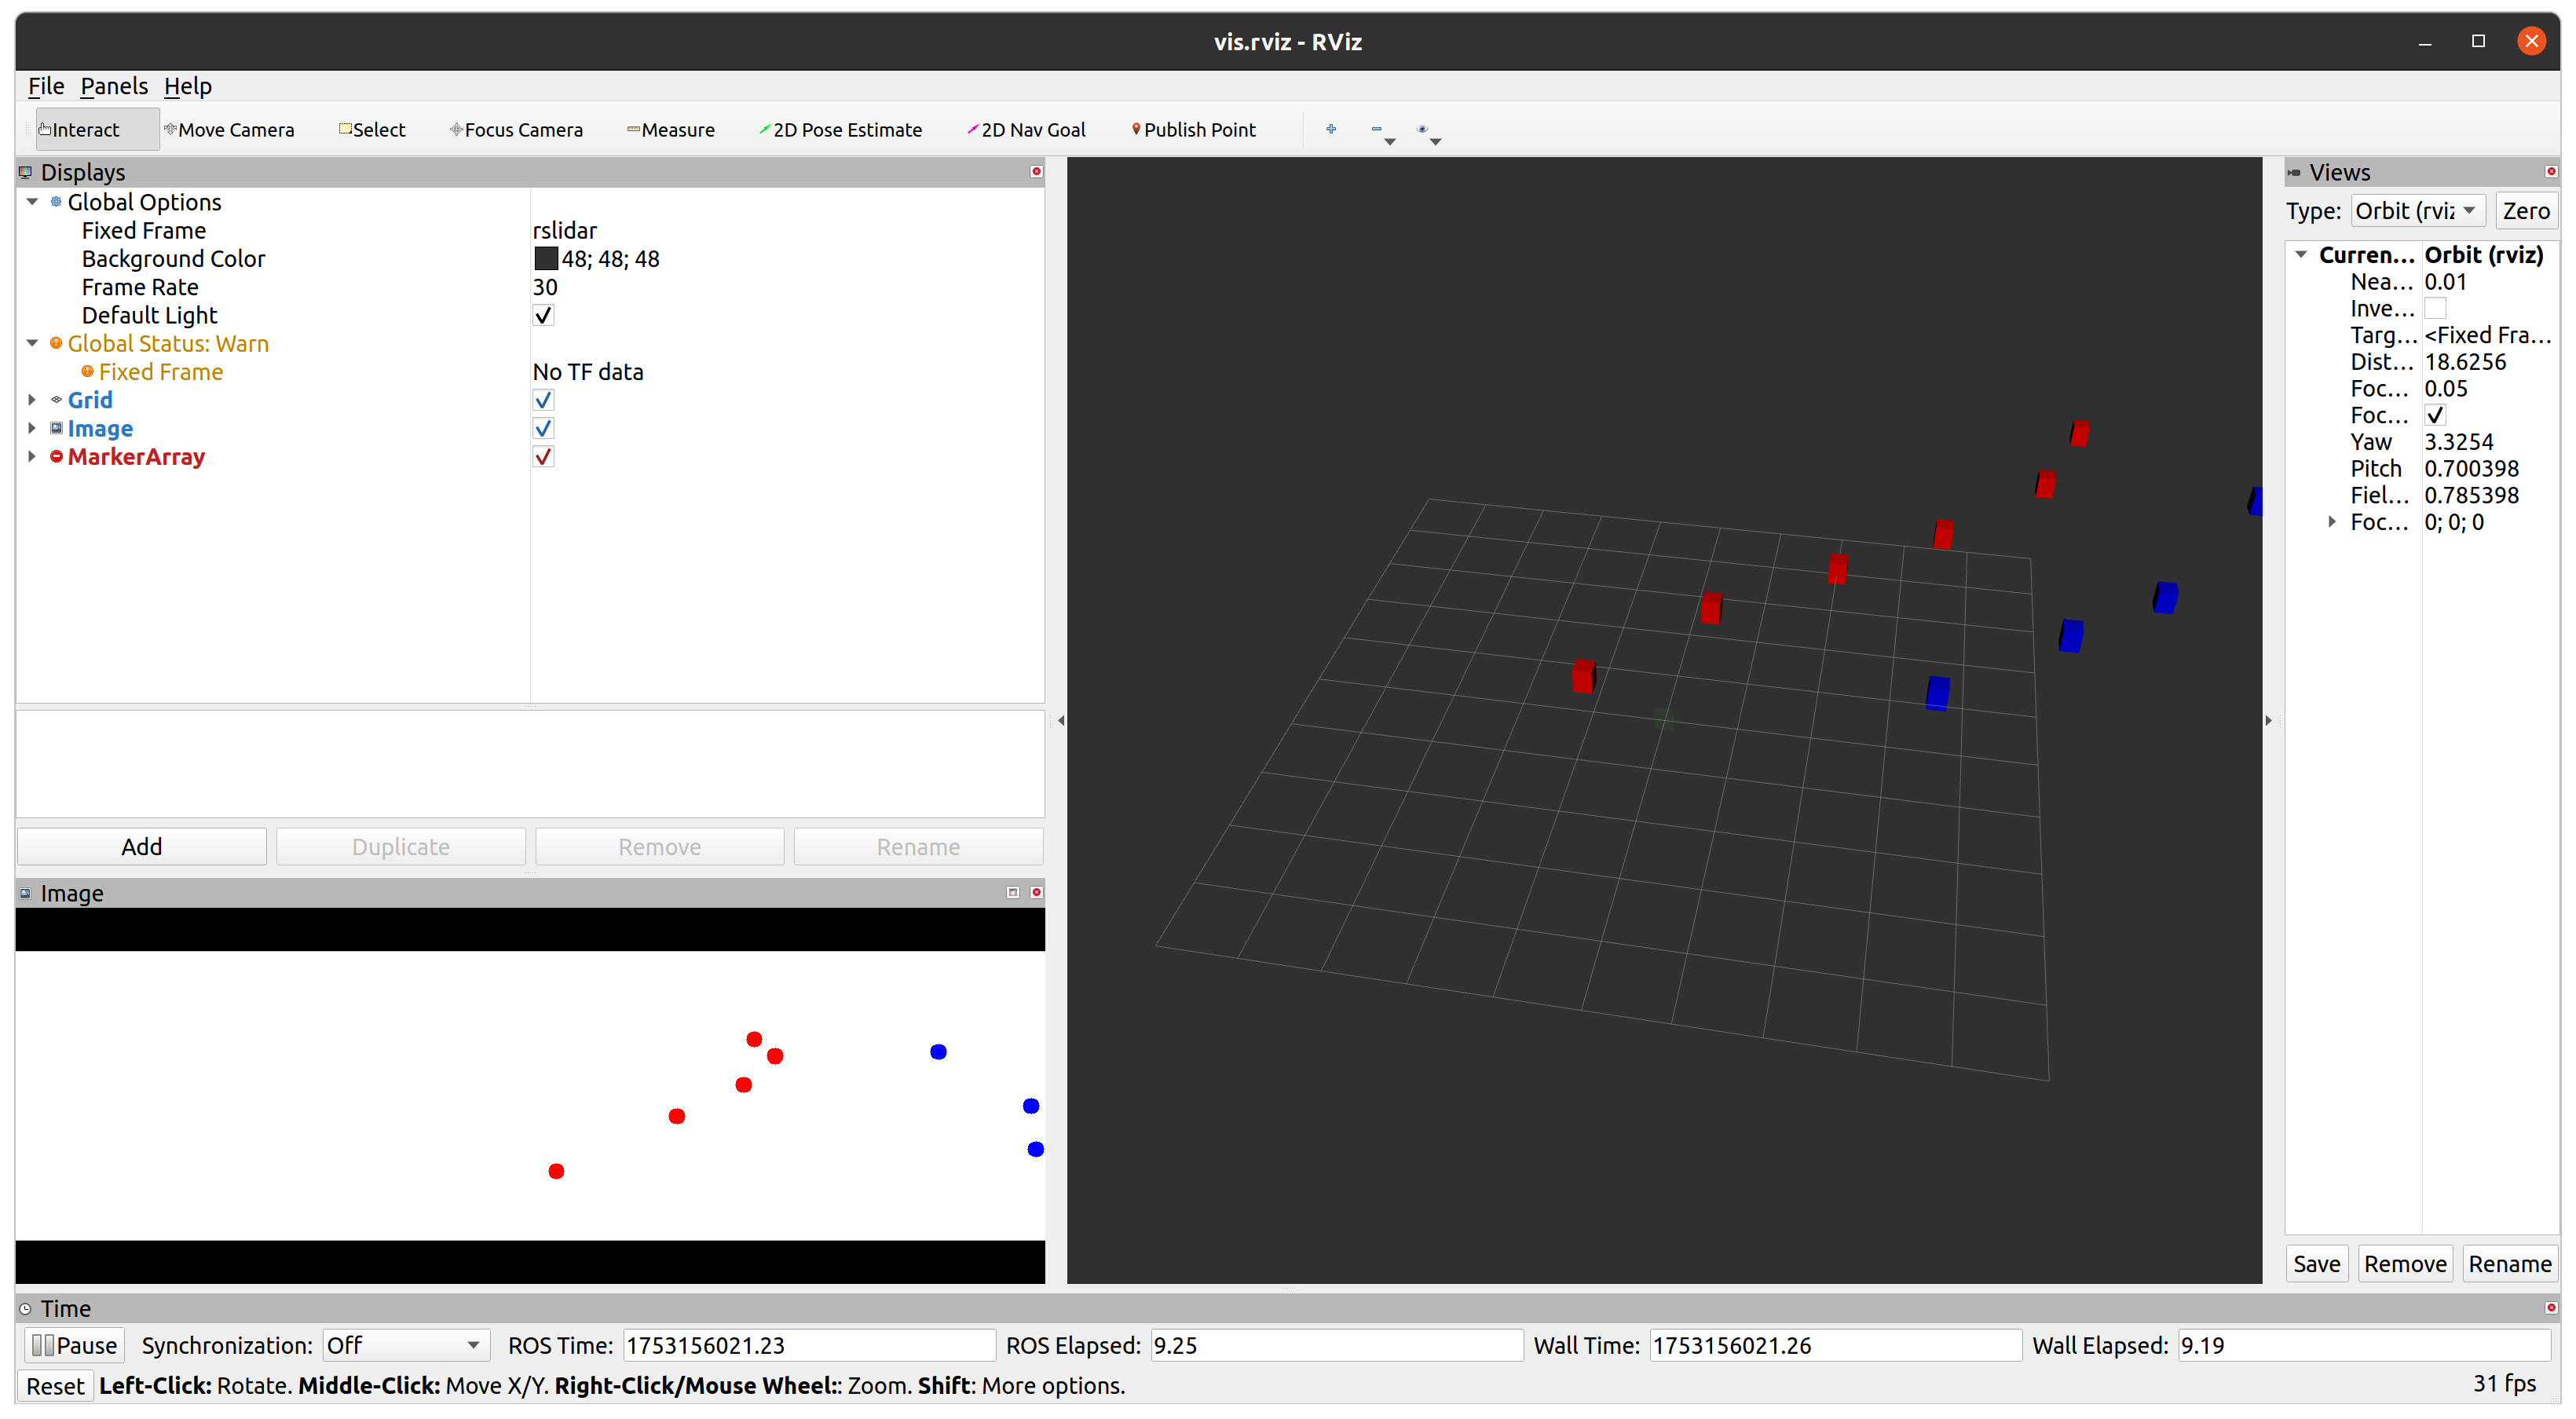 vis.rviz - RViz
File Panels Help
Interact Move Camera Select Focus Camera Measure 2D Pose Estimate 2D Nav Goal Publish Point
Displays
Global Options
Fixed Frame rslidar
Background Color 48; 48; 48
Frame Rate 30
Default Light
Global Status: Warn
Fixed Frame No TF data
Grid
Image
MarkerArray
Add Duplicate Remove Rename
Image
Views
Type: Orbit (rviz Zero
Curren... Orbit (rviz)
Nea... 0.01
Inve...
Targ... <Fixed Fra...
Dist... 18.6256
Foc... 0.05
Foc...
Yaw 3.3254
Pitch 0.700398
Fiel... 0.785398
Foc... 0; 0; 0
Save Remove Rename
Time
Pause Synchronization: Off ROS Time: 1753156021.23 ROS Elapsed: 9.25 Wall Time: 1753156021.26 Wall Elapsed: 9.19
Reset Left-Click: Rotate. Middle-Click: Move X/Y. Right-Click/Mouse Wheel:: Zoom. Shift: More options. 31 fps